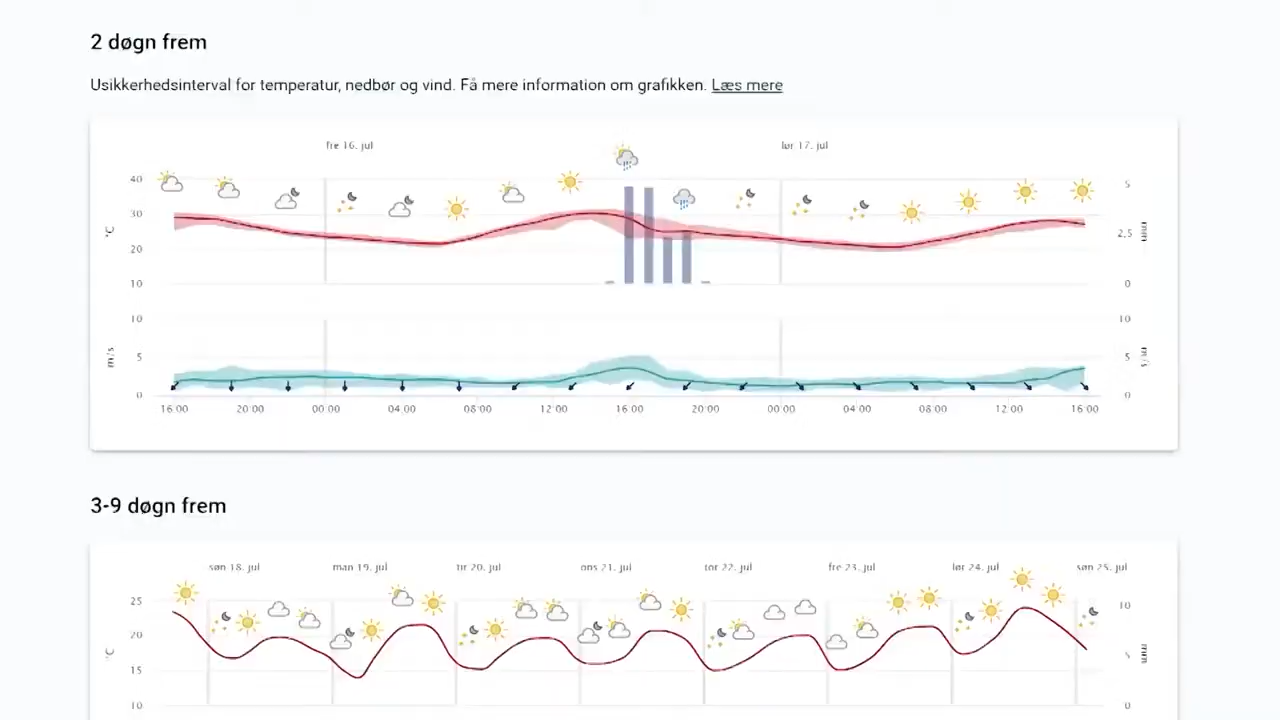 2 døgn frem
Usikkerhedsinterval for temperatur, nedbør og vind. Få mere information om grafikken. Læs mere
fre 16. jul
lør 17. jul
40
30
20
10
°C
5
2,5
0
mm
10
5
0
m/s
10
5
0
m/s
16:00 20:00 00:00 04:00 08:00 12:00 16:00 20:00 00:00 04:00 08:00 12:00 16:00
3-9 døgn frem
søn 18. jul man 19. jul tir 20. jul ons 21. jul tor 22. jul fre 23. jul lør 24. jul søn 25. jul
25
20
15
10
°C
10
5
0
mm